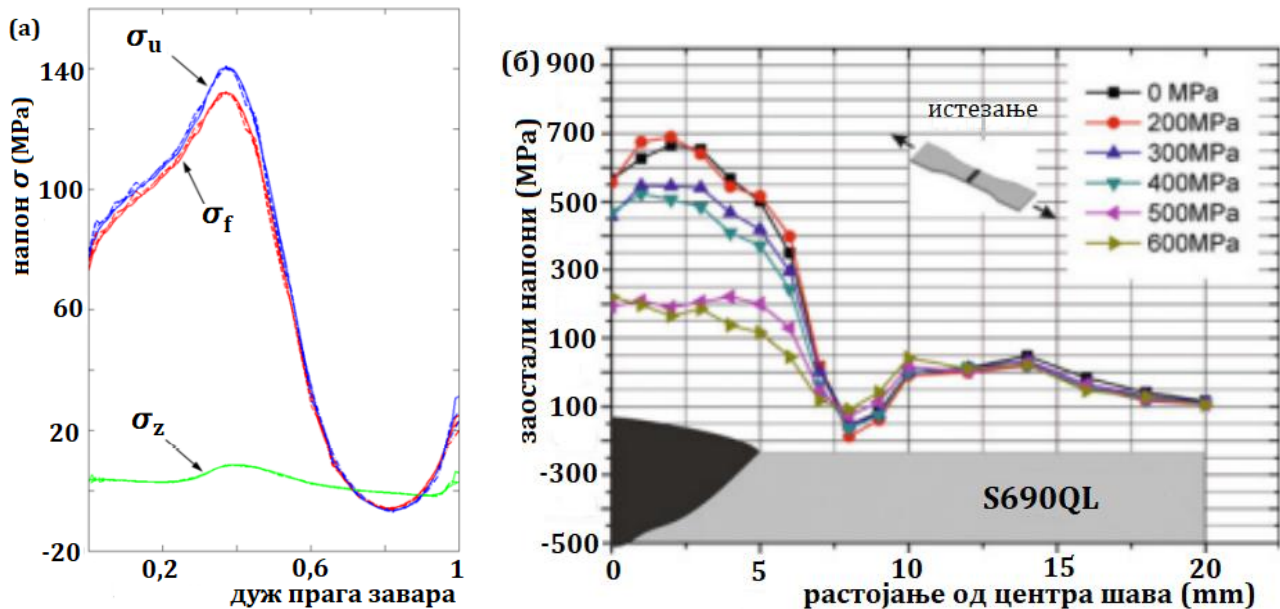 (а)
напон σ (MPa)
140
100
60
20
-20
σu
σf
σz
0,2
0,6
1
дуж прага завара
(б)
заостали напони (MPa)
900
700
500
300
100
100
-300
-500
истезање
0 MPa
200MPa
300MPa
400MPa
500MPa
600MPa
S690QL
0
5
10
15
20
растојање од центра шава (mm)